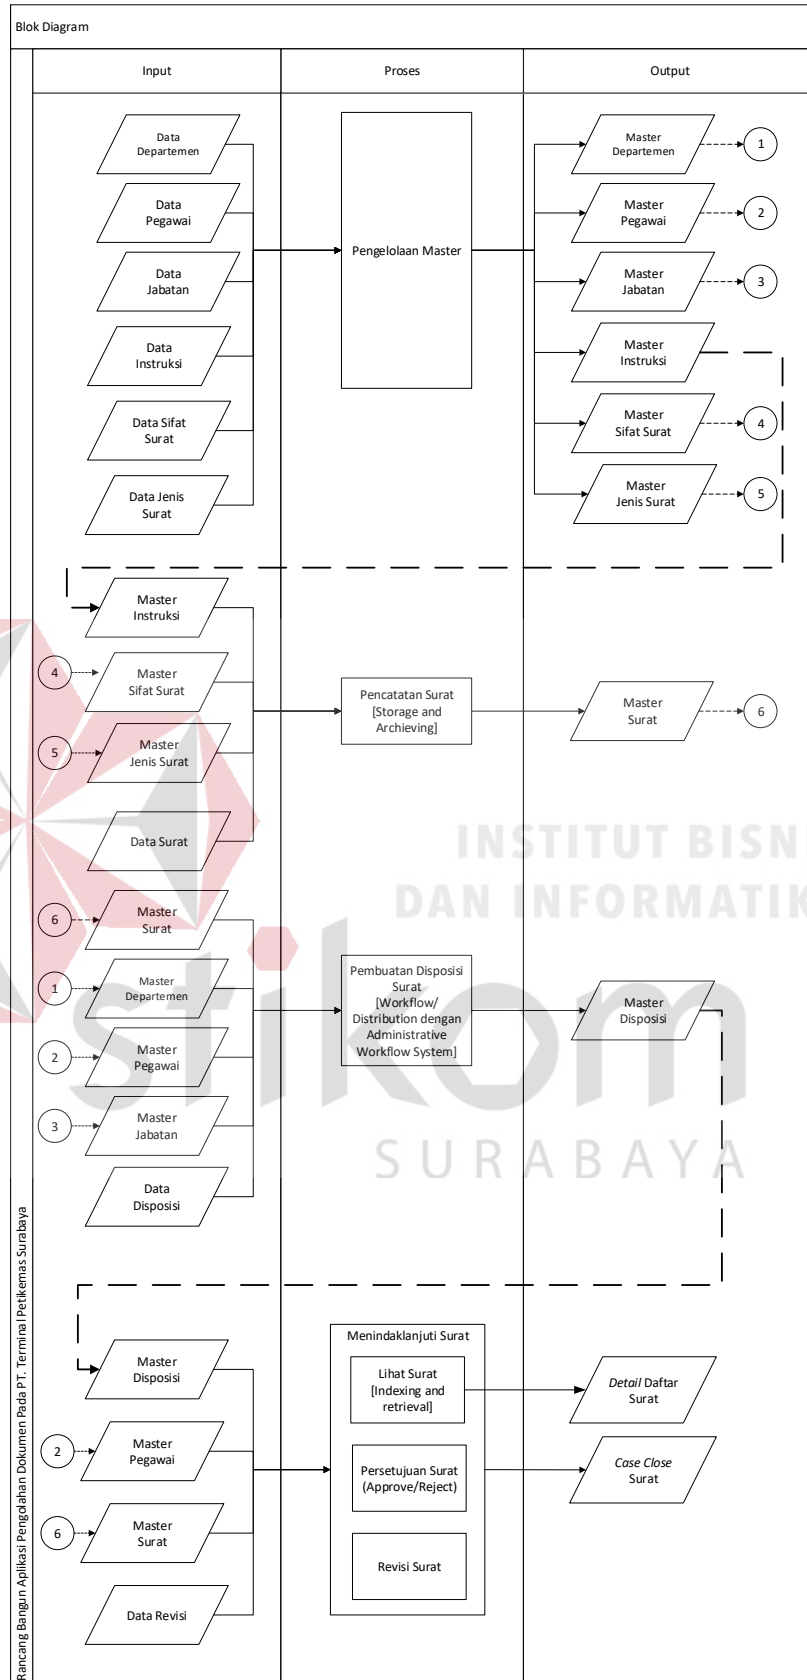 Blok Diagram
Input
Proses
Output
Data
Departemen
Data
Pegawai
Data
Jabatan
Data
Instruksi
Data Sifat
Surat
Data Jenis
Surat
Pengelolaan Master
Master
Departemen
1
Master
Pegawai
2
Master
Jabatan
3
Master
Instruksi
Master
Sifat Surat
4
Master
Jenis Surat
5
Master
Instruksi
4
Master
Sifat Surat
5
Master
Jenis Surat
Data Surat
Pencatatan Surat
[Storage and
Archieving]
Master
Surat
6
6
Master
Surat
1
Master
Departemen
2
Master
Pegawai
3
Master
Jabatan
Data
Disposisi
Pembuatan Disposisi
Surat
[Workflow/
Distribution dengan
Administrative
Workflow System]
Master
Disposisi
Master
Disposisi
2
Master
Pegawai
6
Master
Surat
Data Revisi
Menindaklanjuti Surat
Lihat Surat
[Indexing and
retrieval]
Persetujuan Surat
(Approve/Reject)
Revisi Surat
Detail Daftar
Surat
Case Close
Surat
Rancang Bangun Aplikasi Pengolahan Dokumen Pada PT. Terminal Petikemas Surabaya
INSTITUT BISNI
DAN INFORMATIK
stikom
SURABAYA